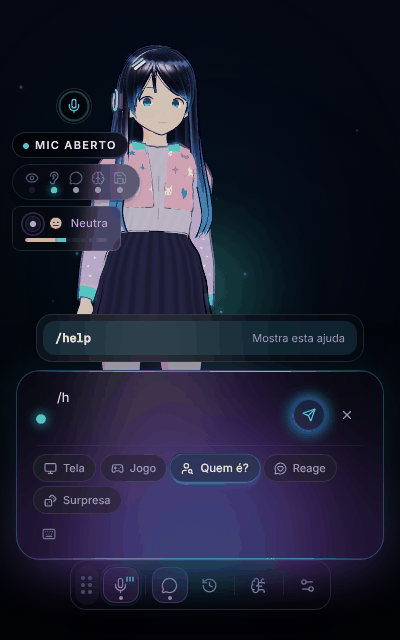 MIC ABERTO
Neutra
/help Mostra esta ajuda
/h
Tela Jogo Quem é? Reage
Surpresa